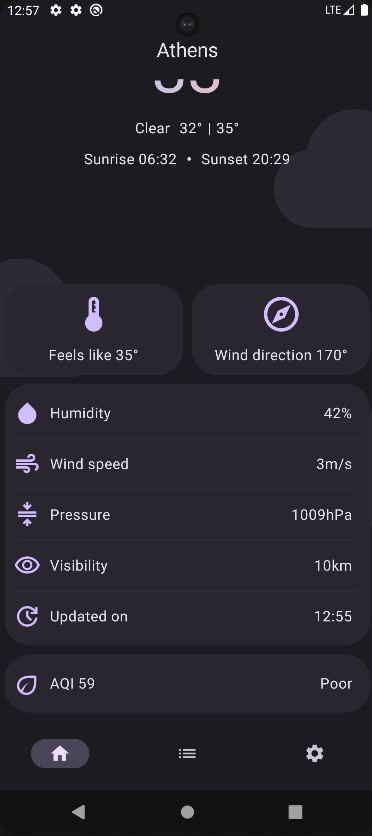 12:57 LTE
Athens
Clear 32° | 35°
Sunrise 06:32 • Sunset 20:29
Feels like 35°
Wind direction 170°
Humidity 42%
Wind speed 3m/s
Pressure 1009hPa
Visibility 10km
Updated on 12:55
AQI 59 Poor